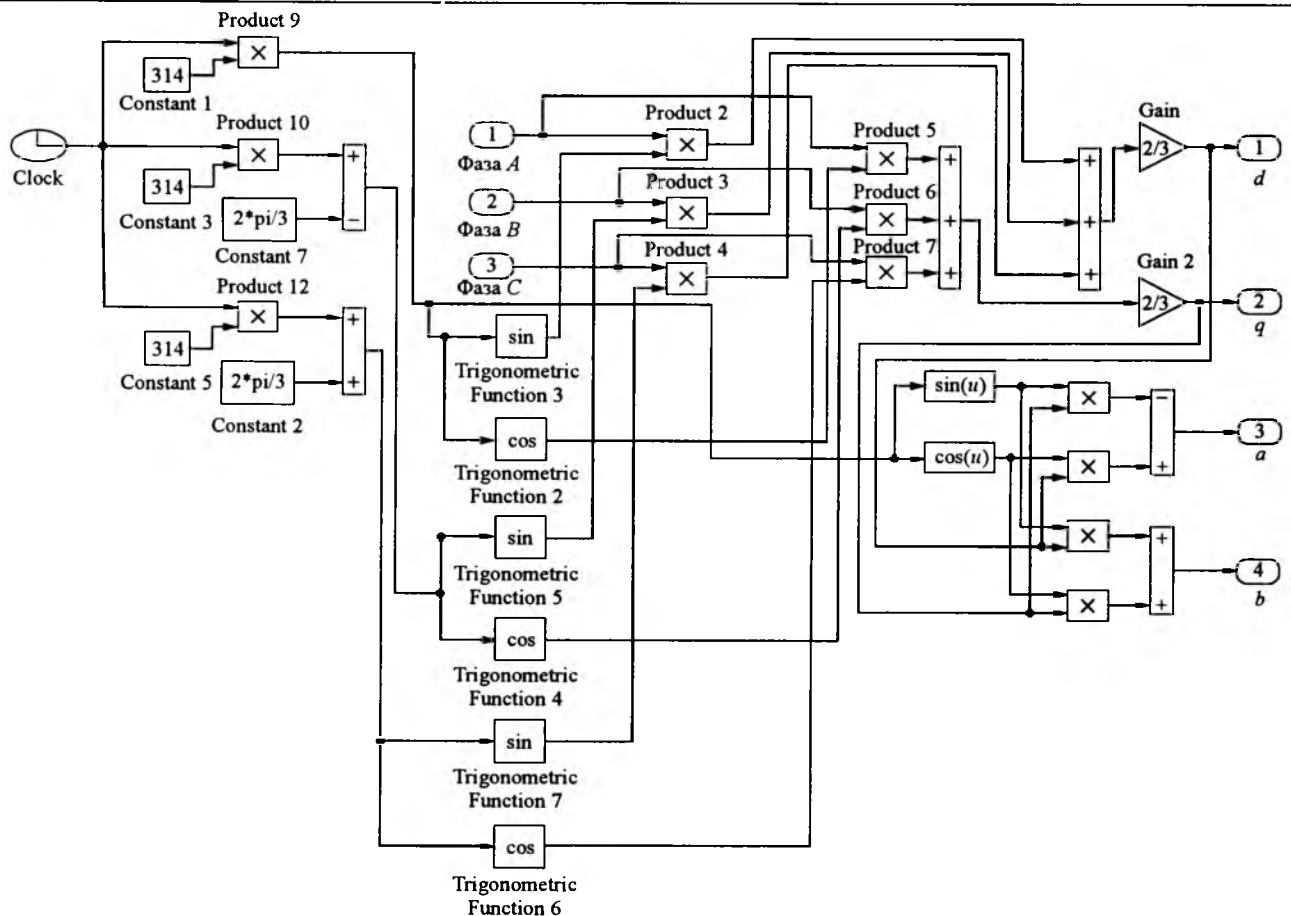 Product 9
×
314
Constant 1
Clock
Product 10
×
314
Constant 3
2*pi/3
Constant 7
+
−
Product 12
×
314
Constant 5
2*pi/3
Constant 2
+
+
1
Фаза A
2
Фаза B
3
Фаза C
Product 2
×
Product 3
×
Product 4
×
sin
Trigonometric
Function 3
cos
Trigonometric
Function 2
sin
Trigonometric
Function 5
cos
Trigonometric
Function 4
sin
Trigonometric
Function 7
cos
Trigonometric
Function 6
Product 5
×
Product 6
×
Product 7
×
+
+
+
+
+
+
Gain
2/3
1
d
Gain 2
2/3
2
q
sin(u)
cos(u)
×
×
×
×
−
+
3
a
+
+
4
b